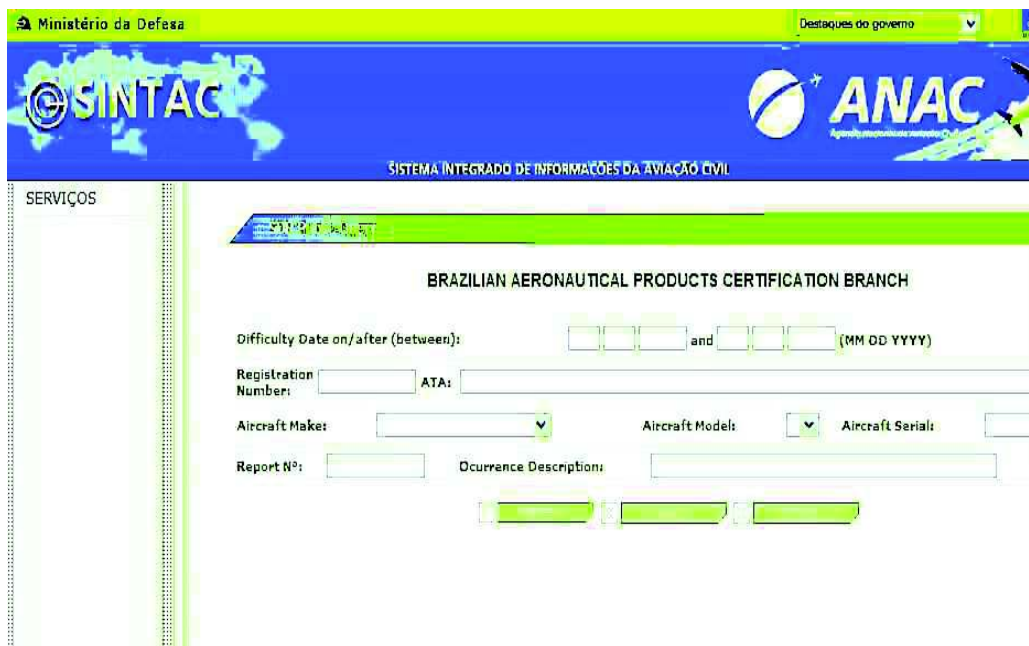 Ministério da Defesa
Destaques do governo
SINTAC
ANAC
SISTEMA INTEGRADO DE INFORMAÇÕES DA AVIAÇÃO CIVIL
SERVIÇOS
BRAZILIAN AERONAUTICAL PRODUCTS CERTIFICATION BRANCH
Difficulty Date on/after (between): and (MM DD YYYY)
Registration Number: ATA:
Aircraft Make: Aircraft Model: Aircraft Serial:
Report Nº: Ocurrence Description: